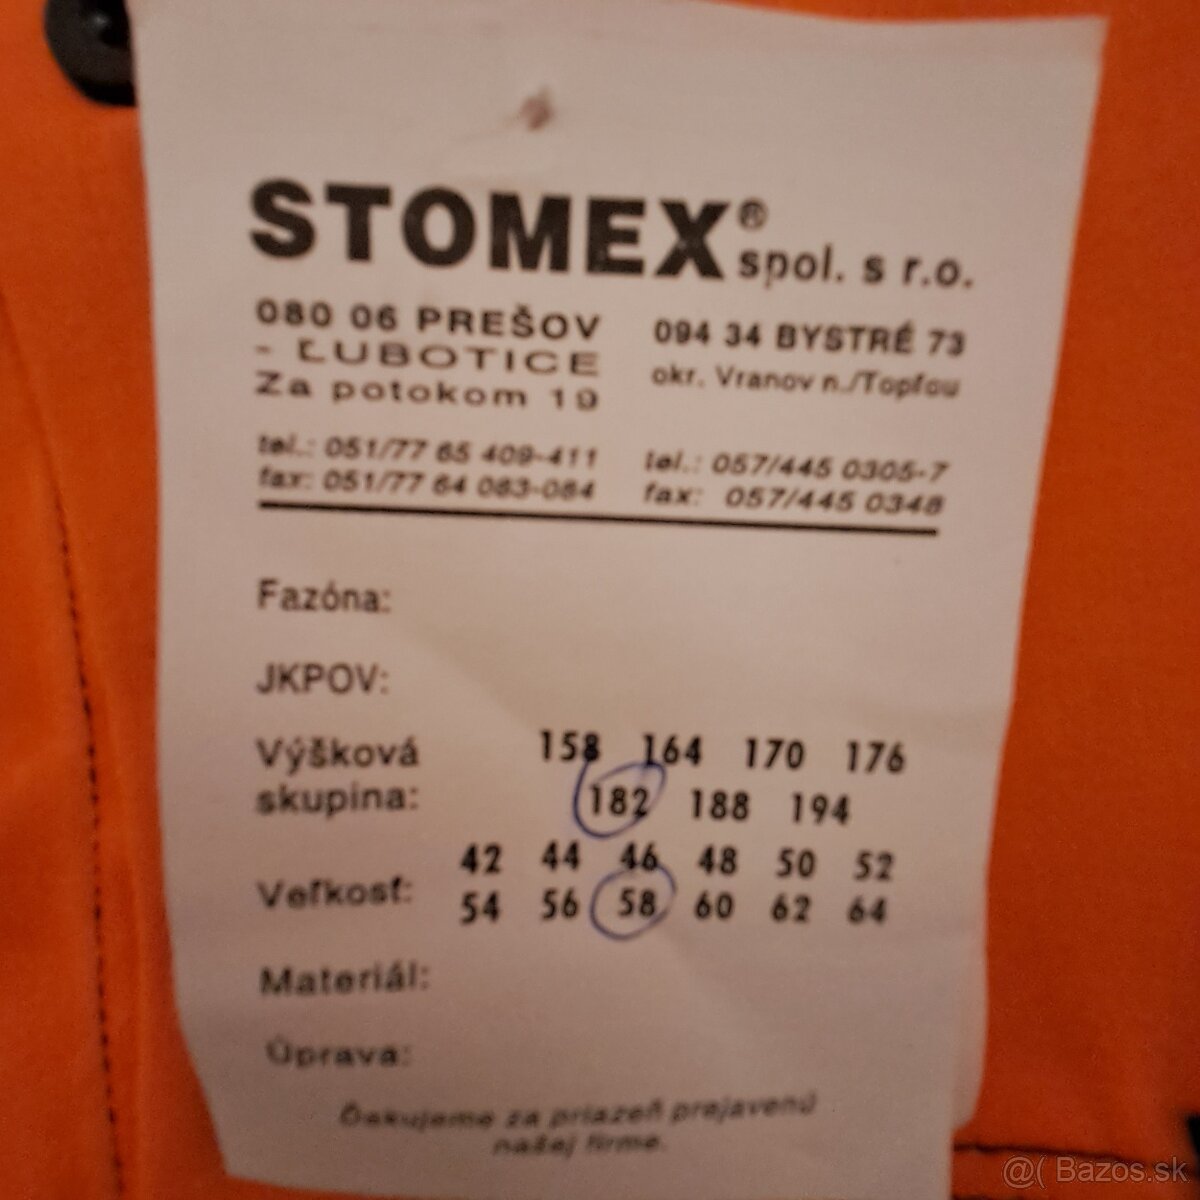 STOMEX® spol. s r.o.
080 06 PREŠOV
- ĽUBOTICE
Za potokom 19
094 34 BYSTRÉ 73
okr. Vranov n./Topľou
tel.: 051/77 65 409-411
fax: 051/77 64 083-084
tel.: 057/445 0305-7
fax: 057/445 0348
Fazóna:
JKPOV:
Výšková skupina:
158 164 170 176
182 188 194
Veľkosť:
42 44 46 48 50 52
54 56 58 60 62 64
Materiál:
Úprava:
Ďakujeme za priazeň prejavenú
našej firme.
@( Bazos.sk